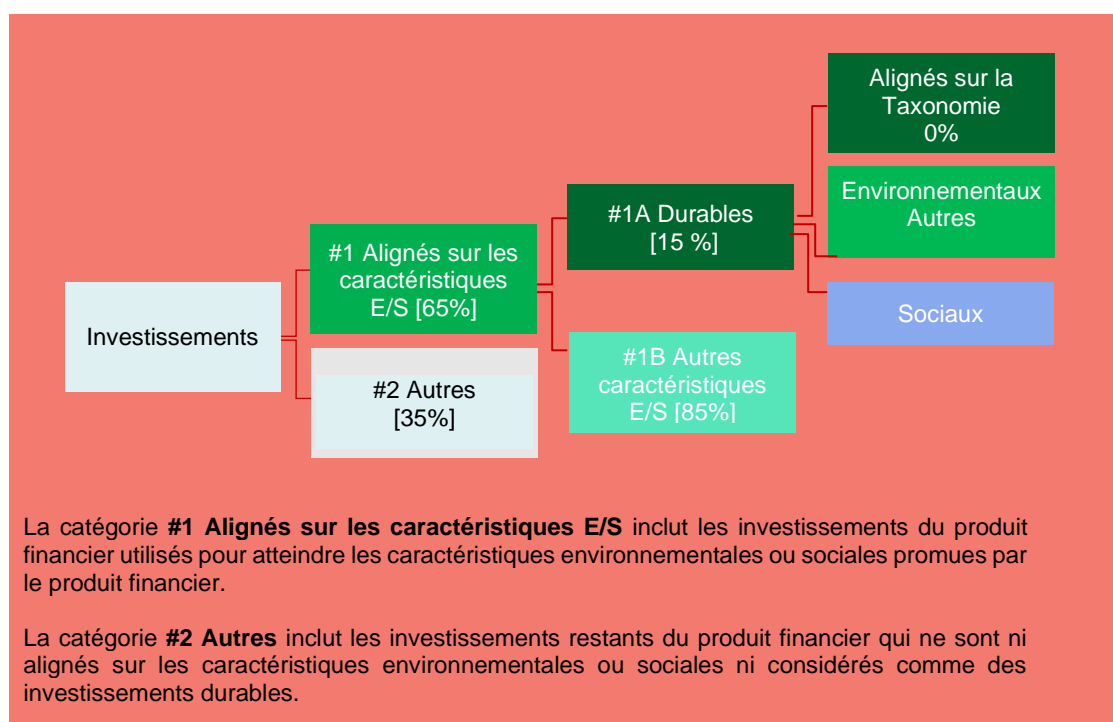 Investissements
#1 Alignés sur les
caractéristiques
E/S [65%]
#2 Autres
[35%]
#1A Durables
[15 %]
#1B Autres
caractéristiques
E/S [85%]
Alignés sur la
Taxonomie
0%
Environnementaux
Autres
Sociaux
La catégorie #1 Alignés sur les caractéristiques E/S inclut les investissements du produit
financier utilisés pour atteindre les caractéristiques environnementales ou sociales promues par
le produit financier.
La catégorie #2 Autres inclut les investissements restants du produit financier qui ne sont ni
alignés sur les caractéristiques environnementales ou sociales ni considérés comme des
investissements durables.